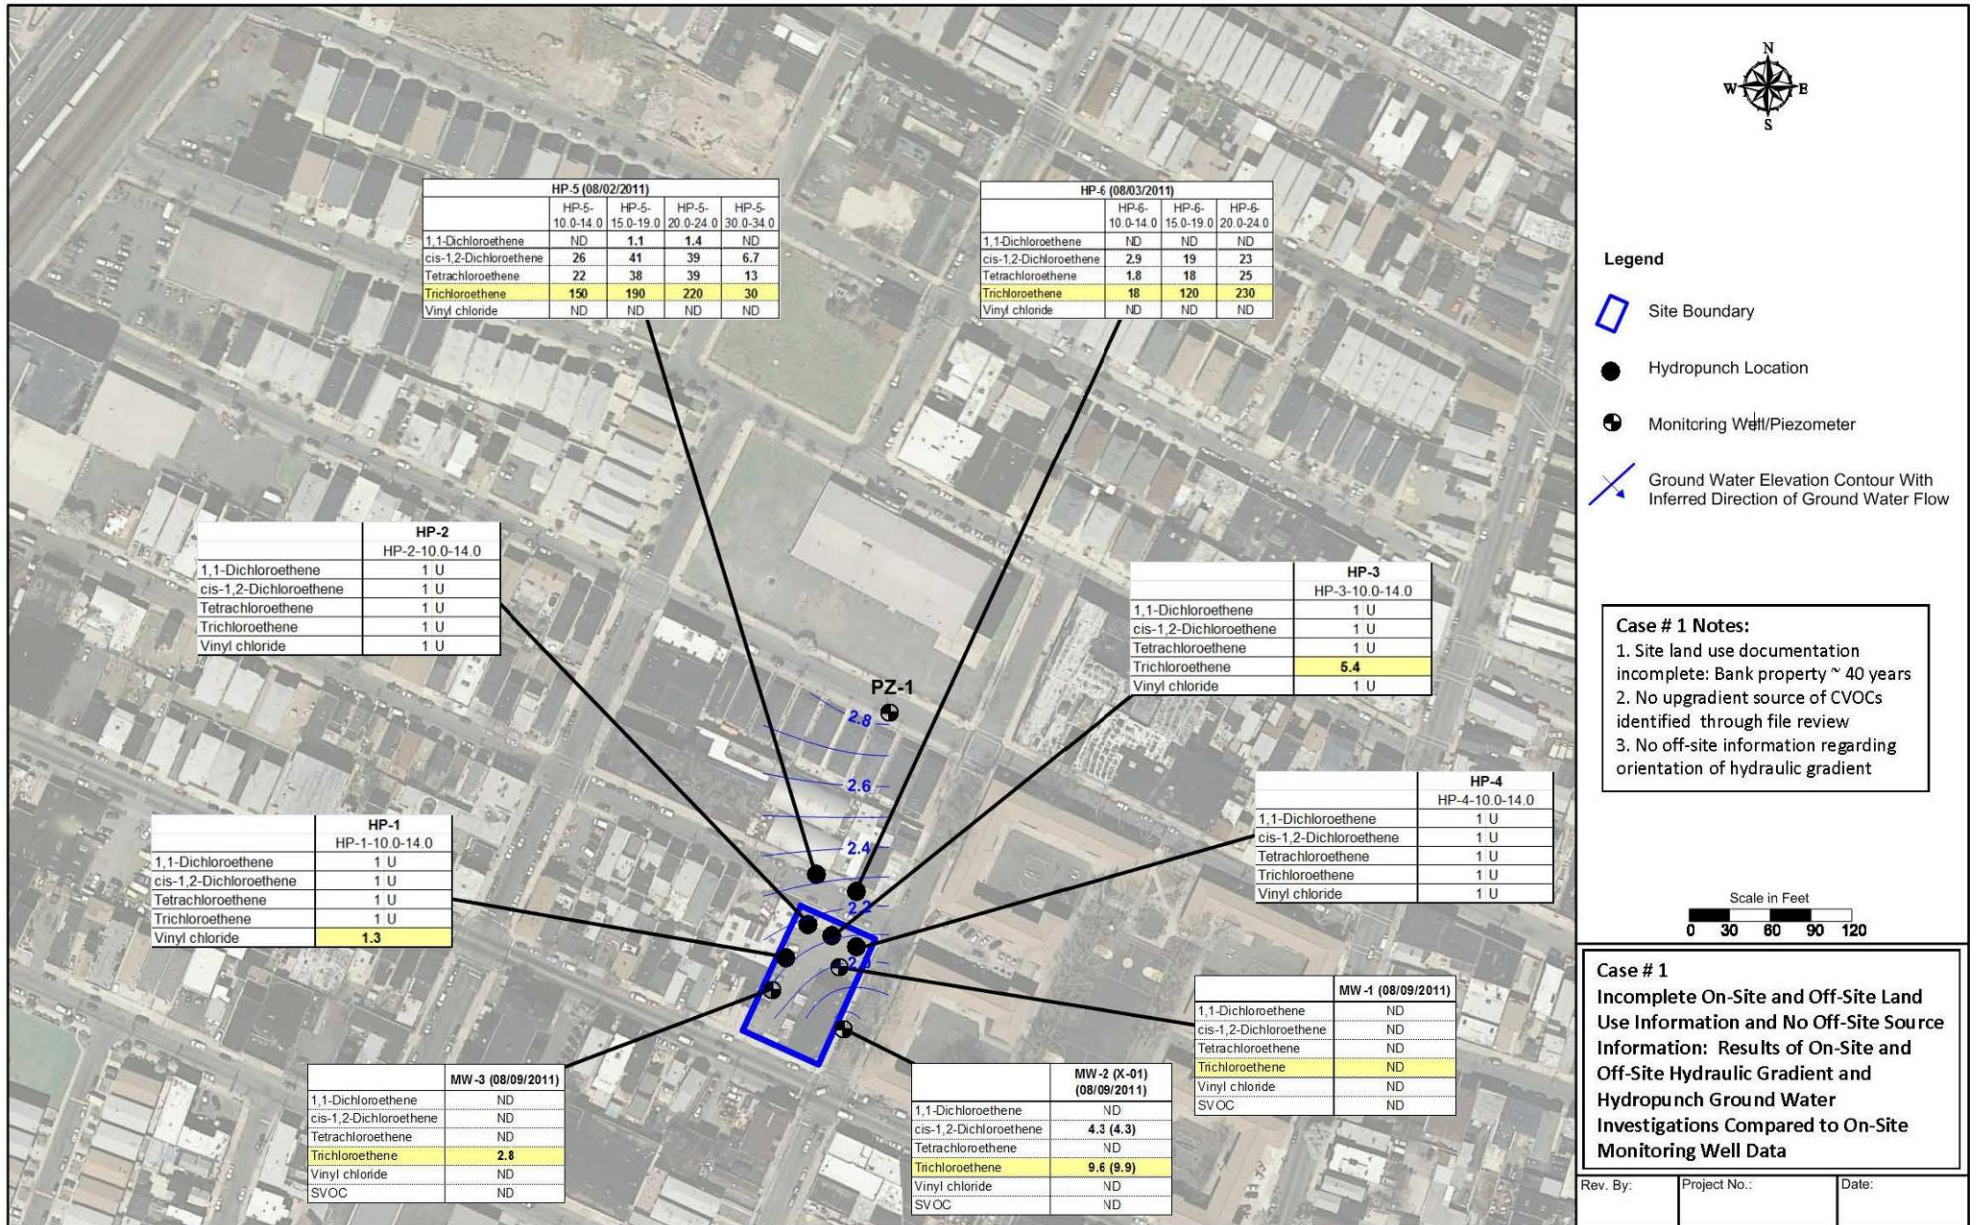 HP-5 (08/02/2011)
HP-5- HP-5- HP-5- HP-5-
10.0-14.0 15.0-19.0 20.0-24.0 30.0-34.0
1,1-Dichloroethene ND 1.1 1.4 ND
cis-1,2-Dichloroethene 26 41 39 6.7
Tetrachloroethene 22 38 39 13
Trichloroethene 150 190 220 30
Vinyl chloride ND ND ND ND
HP-6 (08/03/2011)
HP-6- HP-6- HP-6-
10.0-14.0 15.0-19.0 20.0-24.0
1,1-Dichloroethene ND ND ND
cis-1,2-Dichloroethene 2.9 19 23
Tetrachloroethene 1.8 18 25
Trichloroethene 18 120 230
Vinyl chloride ND ND ND
HP-2
HP-2-10.0-14.0
1,1-Dichloroethene 1 U
cis-1,2-Dichloroethene 1 U
Tetrachloroethene 1 U
Trichloroethene 1 U
Vinyl chloride 1 U
HP-3
HP-3-10.0-14.0
1,1-Dichloroethene 1 U
cis-1,2-Dichloroethene 1 U
Tetrachloroethene 1 U
Trichloroethene 5.4
Vinyl chloride 1 U
PZ-1
2.8
2.6
2.4
2.2
2.0
HP-1
HP-1-10.0-14.0
1,1-Dichloroethene 1 U
cis-1,2-Dichloroethene 1 U
Tetrachloroethene 1 U
Trichloroethene 1 U
Vinyl chloride 1.3
HP-4
HP-4-10.0-14.0
1,1-Dichloroethene 1 U
cis-1,2-Dichloroethene 1 U
Tetrachloroethene 1 U
Trichloroethene 1 U
Vinyl chloride 1 U
MW-3 (08/09/2011)
1,1-Dichloroethene ND
cis-1,2-Dichloroethene ND
Tetrachloroethene ND
Trichloroethene 2.8
Vinyl chloride ND
SVOC ND
MW-2 (X-01)
(08/09/2011)
1,1-Dichloroethene ND
cis-1,2-Dichloroethene 4.3 (4.3)
Tetrachloroethene ND
Trichloroethene 9.6 (9.9)
Vinyl chloride ND
SVOC ND
MW-1 (08/09/2011)
1,1-Dichloroethene ND
cis-1,2-Dichloroethene ND
Tetrachloroethene ND
Trichloroethene ND
Vinyl chloride ND
SVOC ND
N
W E
S
Legend
Site Boundary
Hydropunch Location
Monitoring Well/Piezometer
Ground Water Elevation Contour With
Inferred Direction of Ground Water Flow
Case # 1 Notes:
1. Site land use documentation
incomplete: Bank property ~ 40 years
2. No upgradient source of CVOCs
identified through file review
3. No off-site information regarding
orientation of hydraulic gradient
Scale in Feet
0 30 60 90 120
Case # 1
Incomplete On-Site and Off-Site Land
Use Information and No Off-Site Source
Information: Results of On-Site and
Off-Site Hydraulic Gradient and
Hydropunch Ground Water
Investigations Compared to On-Site
Monitoring Well Data
Rev. By: Project No.: Date: